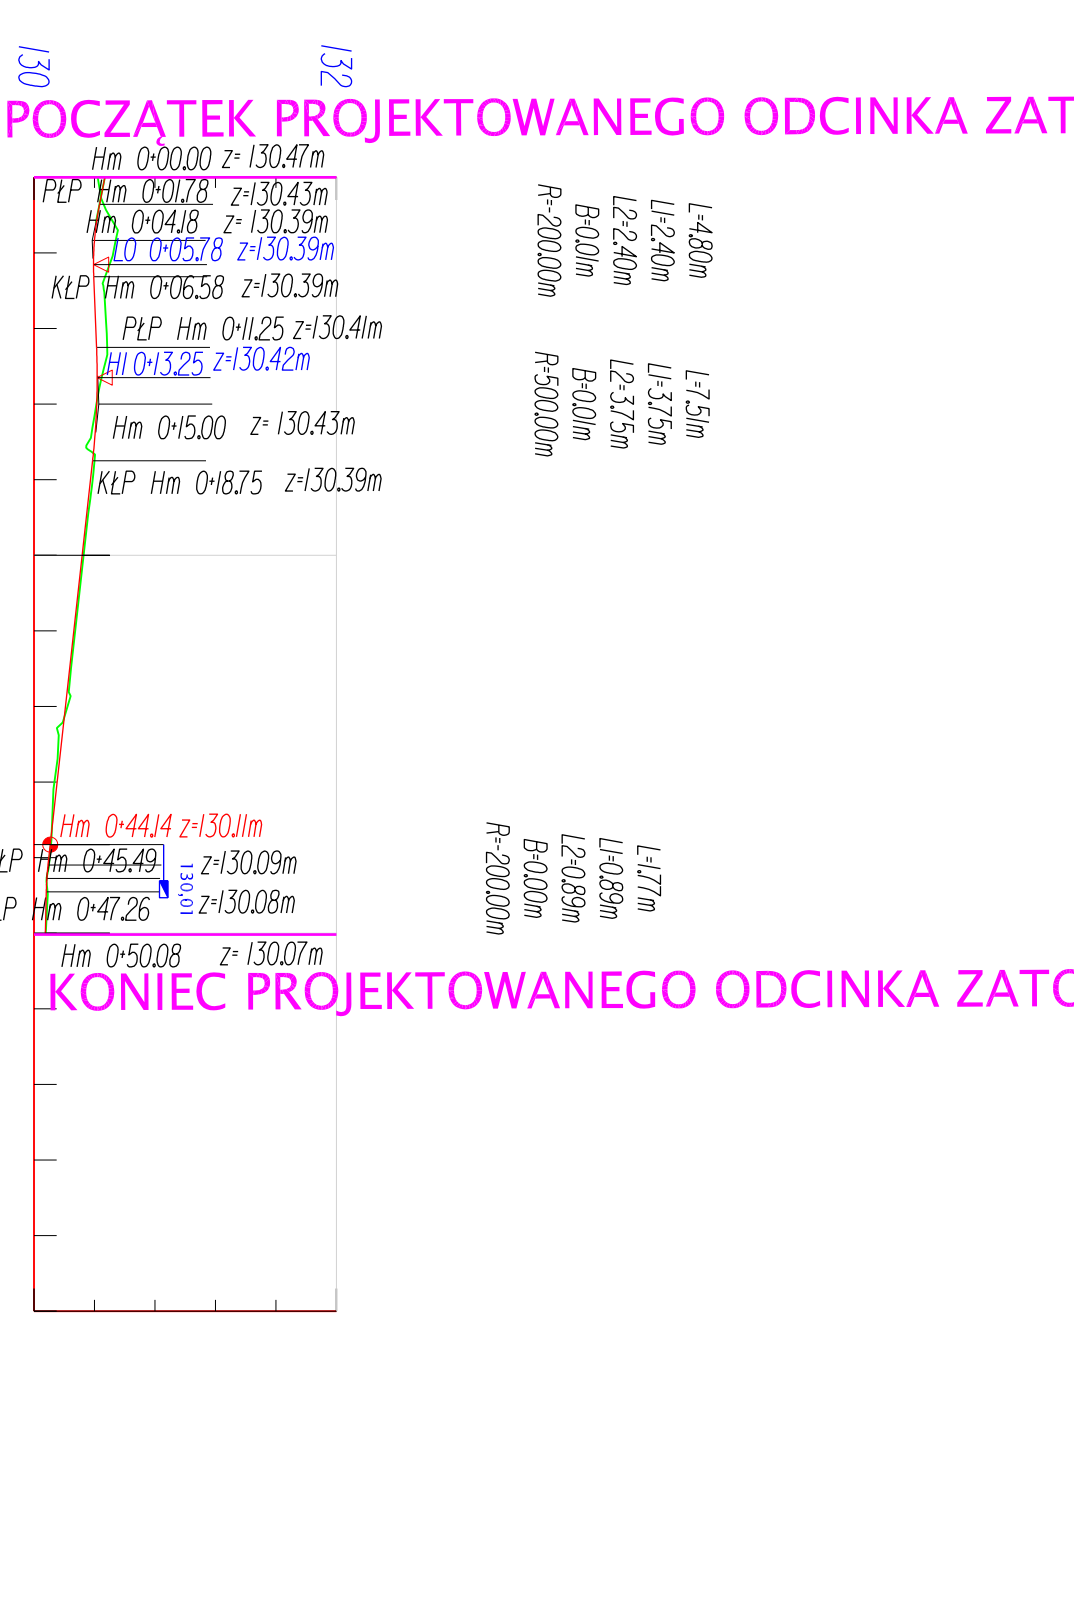 130
132
POCZĄTEK PROJEKTOWANEGO ODCINKA ZAT
Hm 0+00.00 z= 130.47m
PŁP Hm 0+01.78 z=130.43m
Hm 0+04.18 z= 130.39m
LO 0+05.78 z=130.39m
KŁP Hm 0+06.58 z=130.39m
PŁP Hm 0+11.25 z=130.41m
HI 0+13.25 z=130.42m
Hm 0+15.00 z= 130.43m
KŁP Hm 0+18.75 z=130.39m
L=4.80m
L1=2.40m
L2=2.40m
B=0.01m
R=-200.00m
L=7.51m
L1=3.75m
L2=3.75m
B=0.01m
R=500.00m
Hm 0+44.14 z=130.11m
ŁP Hm 0+45.49 z=130.09m
P Hm 0+47.26 z=130.08m
130,01
Hm 0+50.08 z= 130.07m
L=1.77m
L1=0.89m
L2=0.89m
B=0.00m
R=-200.00m
KONIEC PROJEKTOWANEGO ODCINKA ZATO